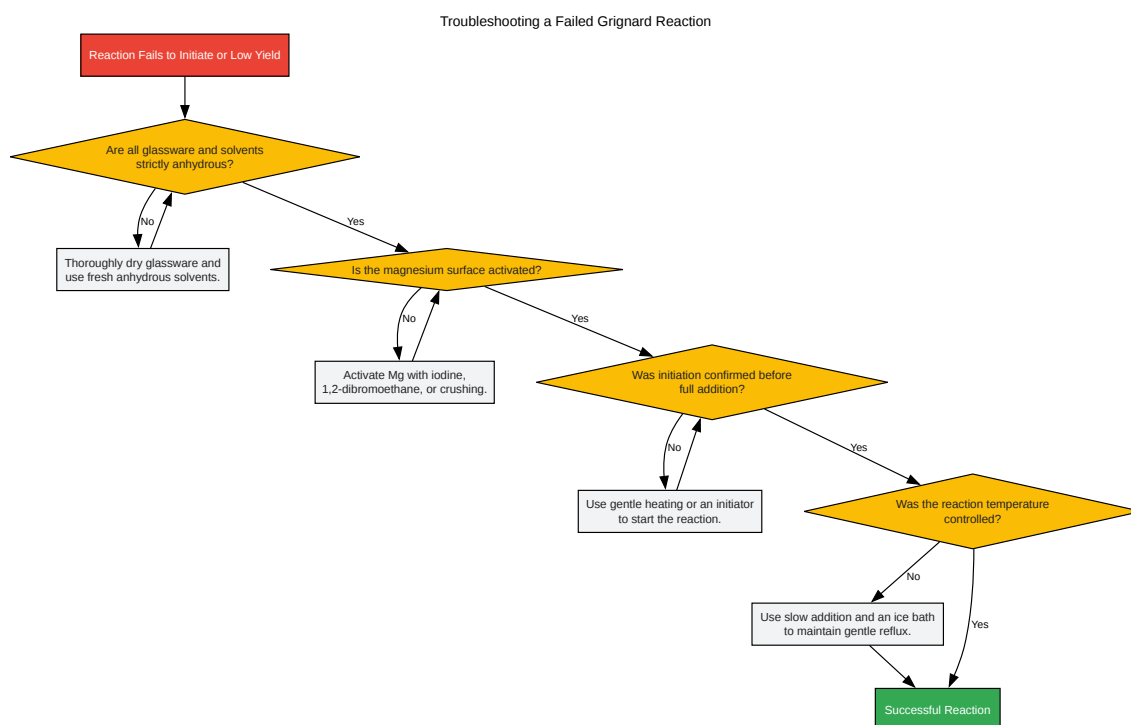 Troubleshooting a Failed Grignard Reaction
Reaction Fails to Initiate or Low Yield
Are all glassware and solvents
strictly anhydrous?
No
Yes
Thoroughly dry glassware and
use fresh anhydrous solvents.
Is the magnesium surface activated?
No
Yes
Activate Mg with iodine,
1,2-dibromoethane, or crushing.
Was initiation confirmed before
full addition?
No
Yes
Use gentle heating or an initiator
to start the reaction.
Was the reaction temperature
controlled?
No
Yes
Use slow addition and an ice bath
to maintain gentle reflux.
Successful Reaction